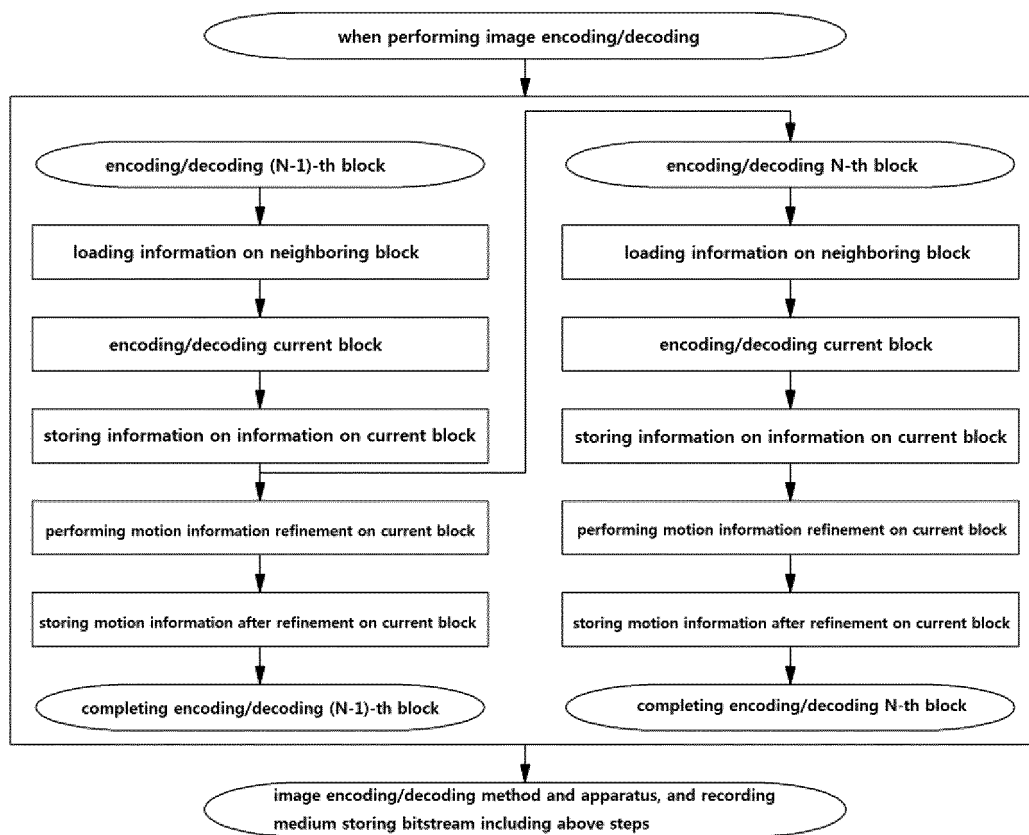 when performing image encoding/decoding
encoding/decoding (N-1)-th block
loading information on neighboring block
encoding/decoding current block
storing information on information on current block
performing motion information refinement on current block
storing motion information after refinement on current block
completing encoding/decoding (N-1)-th block
encoding/decoding N-th block
loading information on neighboring block
encoding/decoding current block
storing information on information on current block
performing motion information refinement on current block
storing motion information after refinement on current block
completing encoding/decoding N-th block
image encoding/decoding method and apparatus, and recording
medium storing bitstream including above steps